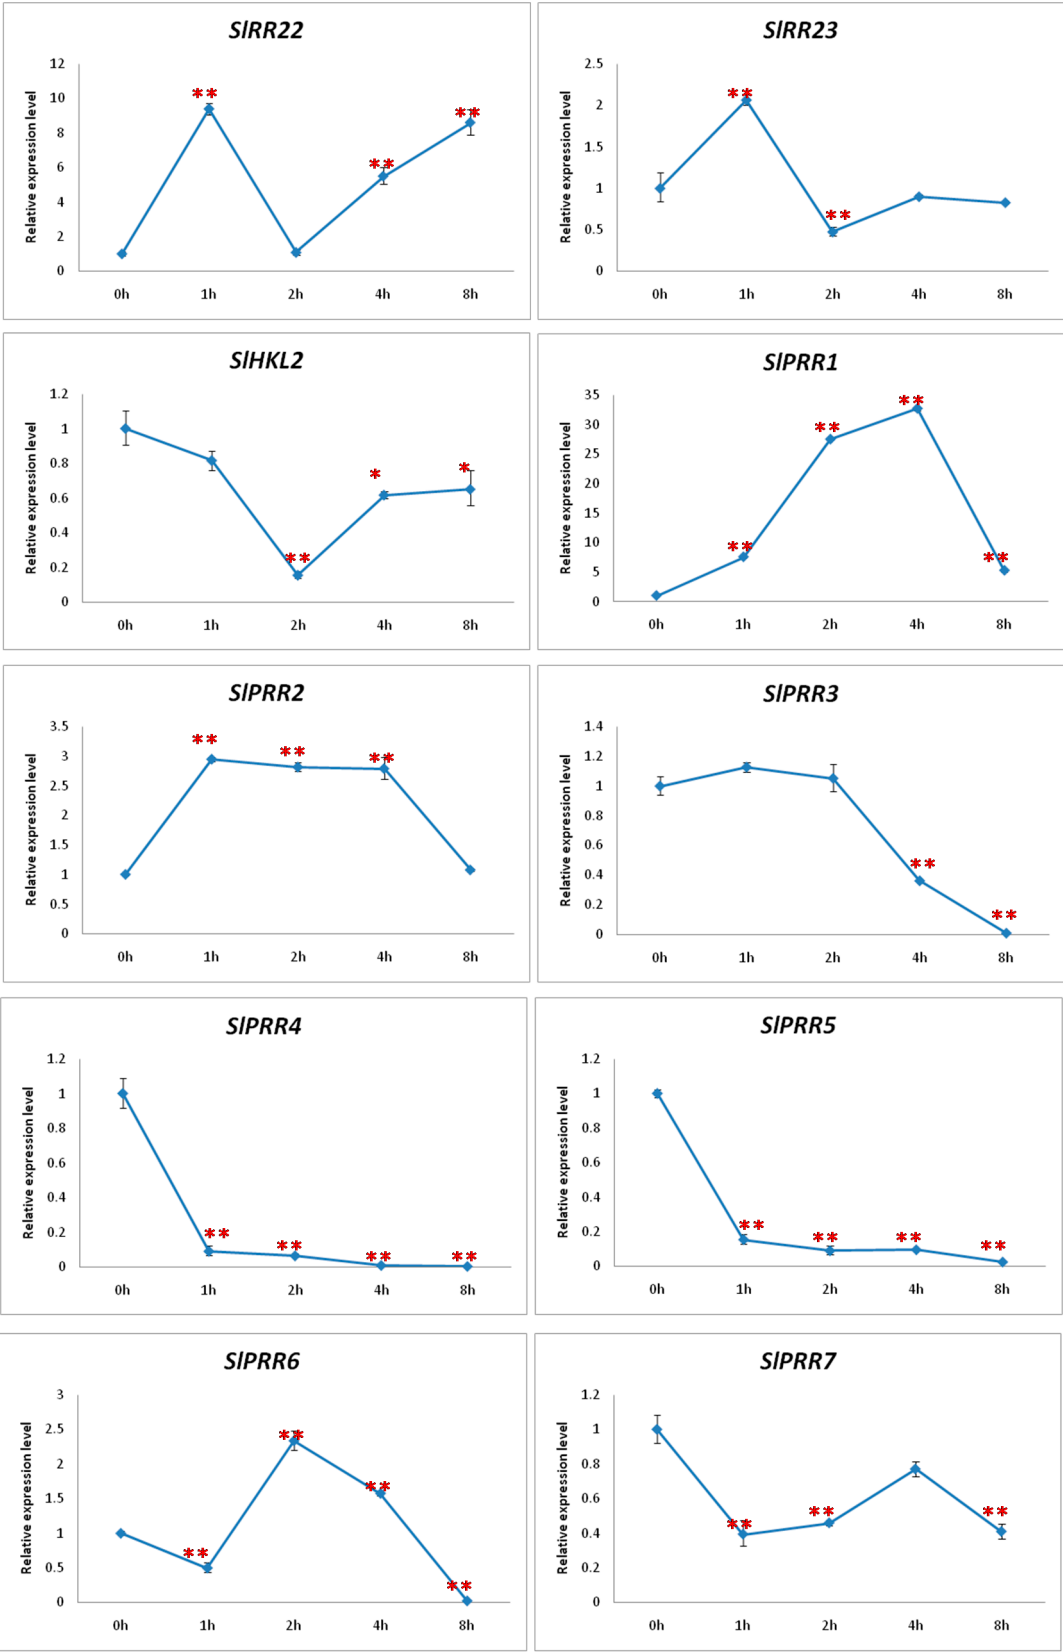 SlRR22
Relative expression level
12
10
8
6
4
2
0
** ** **
0h 1h 2h 4h 8h
SlRR23
Relative expression level
2.5
2
1.5
1
0.5
0
** **
0h 1h 2h 4h 8h
SlHKL2
Relative expression level
1.2
1
0.8
0.6
0.4
0.2
0
** * *
0h 1h 2h 4h 8h
SlPRR1
Relative expression level
35
30
25
20
15
10
5
0
** ** ** **
0h 1h 2h 4h 8h
SlPRR2
Relative expression level
3.5
3
2.5
2
1.5
1
0.5
0
** ** **
0h 1h 2h 4h 8h
SlPRR3
Relative expression level
1.4
1.2
1
0.8
0.6
0.4
0.2
0
** **
0h 1h 2h 4h 8h
SlPRR4
Relative expression level
1.2
1
0.8
0.6
0.4
0.2
0
** ** ** **
0h 1h 2h 4h 8h
SlPRR5
Relative expression level
1.2
1
0.8
0.6
0.4
0.2
0
** ** ** **
0h 1h 2h 4h 8h
SlPRR6
Relative expression level
3
2.5
2
1.5
1
0.5
0
** ** ** **
0h 1h 2h 4h 8h
SlPRR7
Relative expression level
1.2
1
0.8
0.6
0.4
0.2
0
** ** **
0h 1h 2h 4h 8h